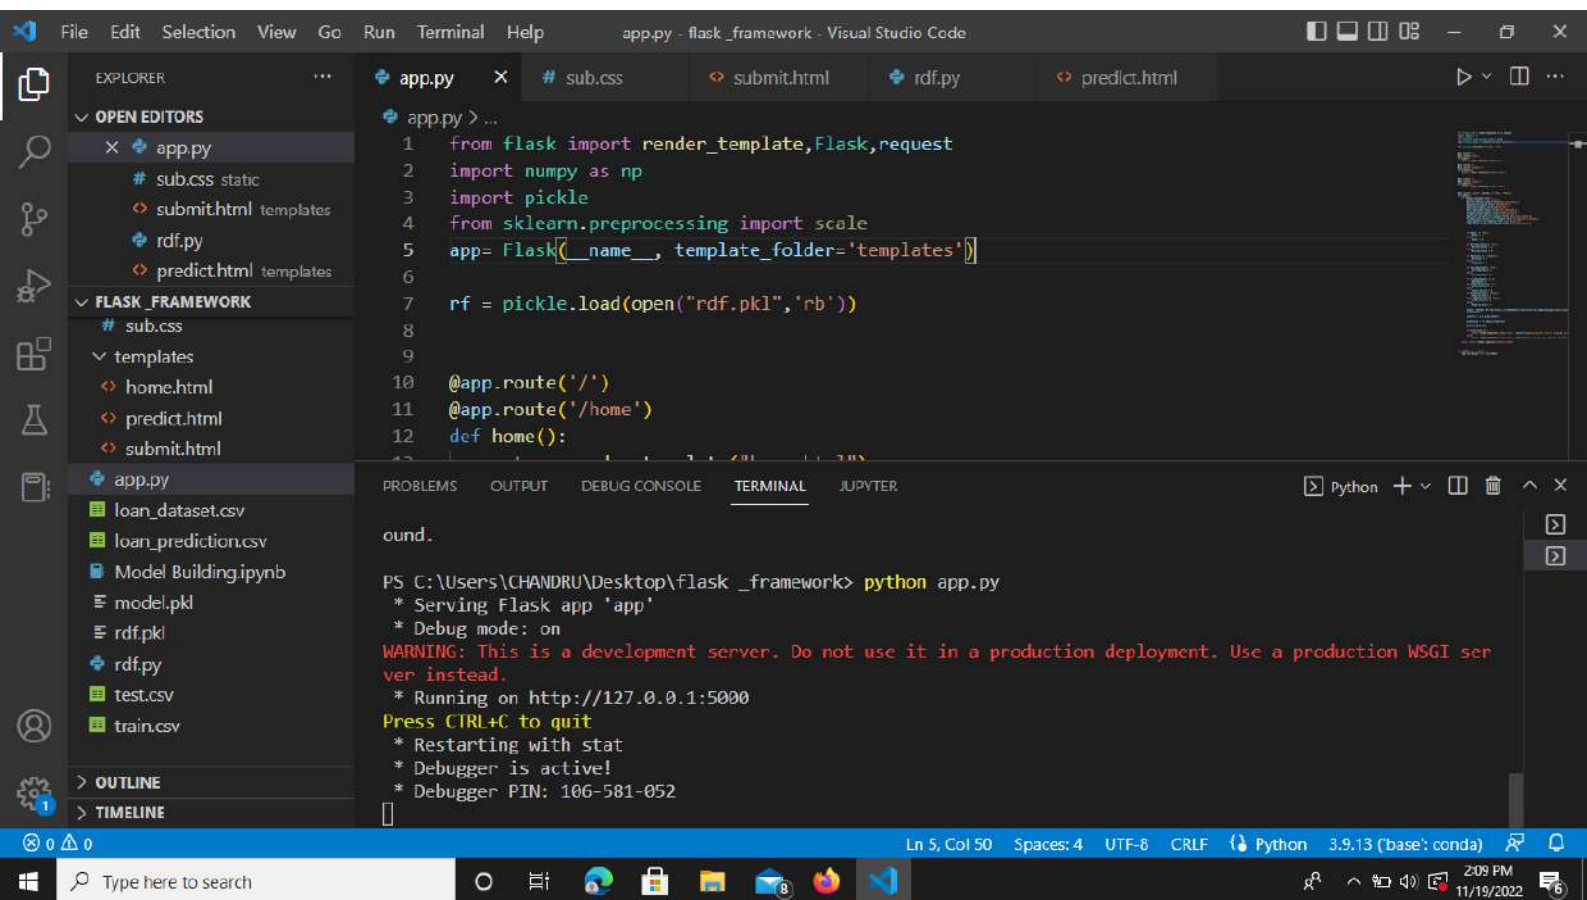 File Edit Selection View Go Run Terminal Help app.py - flask _framework - Visual Studio Code
EXPLORER ...
app.py
# sub.css
submit.html
rdf.py
predict.html
OPEN EDITORS
app.py
# sub.css static
submit.html templates
rdf.py
predict.html templates
FLASK_FRAMEWORK
# sub.css
templates
home.html
predict.html
submit.html
app.py
loan_dataset.csv
loan_prediction.csv
Model Building.ipynb
model.pkl
rdf.pkl
rdf.py
test.csv
train.csv
OUTLINE
TIMELINE
app.py > ...
1 from flask import render_template,Flask,request
2 import numpy as np
3 import pickle
4 from sklearn.preprocessing import scale
5 app= Flask(__name__, template_folder='templates')
6
7 rf = pickle.load(open("rdf.pkl",'rb'))
8
9
10 @app.route('/')
11 @app.route('/home')
12 def home():
PROBLEMS OUTPUT DEBUG CONSOLE TERMINAL JUPYTER
Python
ound.
PS C:\Users\CHANDRU\Desktop\flask _framework> python app.py
* Serving Flask app 'app'
* Debug mode: on
WARNING: This is a development server. Do not use it in a production deployment. Use a production WSGI ser
ver instead.
* Running on http://127.0.0.1:5000
Press CTRL+C to quit
* Restarting with stat
* Debugger is active!
* Debugger PIN: 106-581-052
1
0 0 Ln 5, Col 50 Spaces: 4 UTF-8 CRLF Python 3.9.13 ('base': conda)
Type here to search
8
2:09 PM
11/19/2022
6